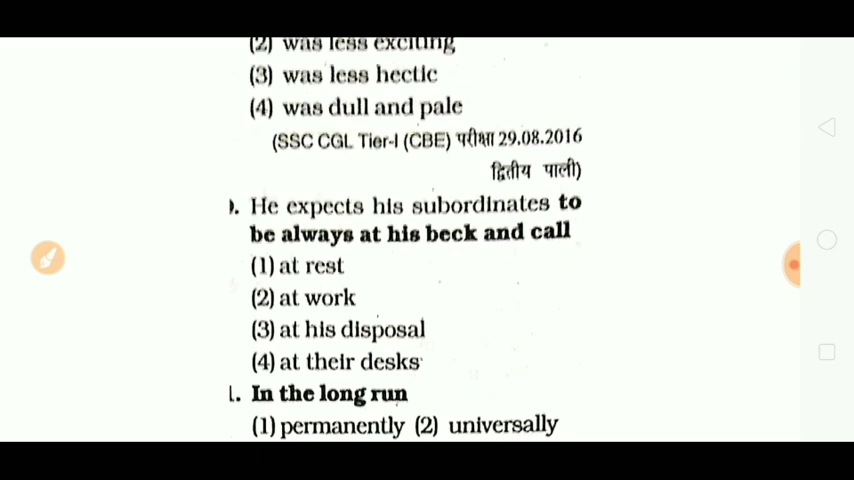 (2) was less exciting
(3) was less hectic
(4) was dull and pale
(SSC CGL Tier-I (CBE) परीक्षा 29.08.2016
द्वितीय पाली)
). He expects his subordinates to
be always at his beck and call
(1) at rest
(2) at work
(3) at his disposal
(4) at their desks
. In the long run
(1) permanently (2) universally